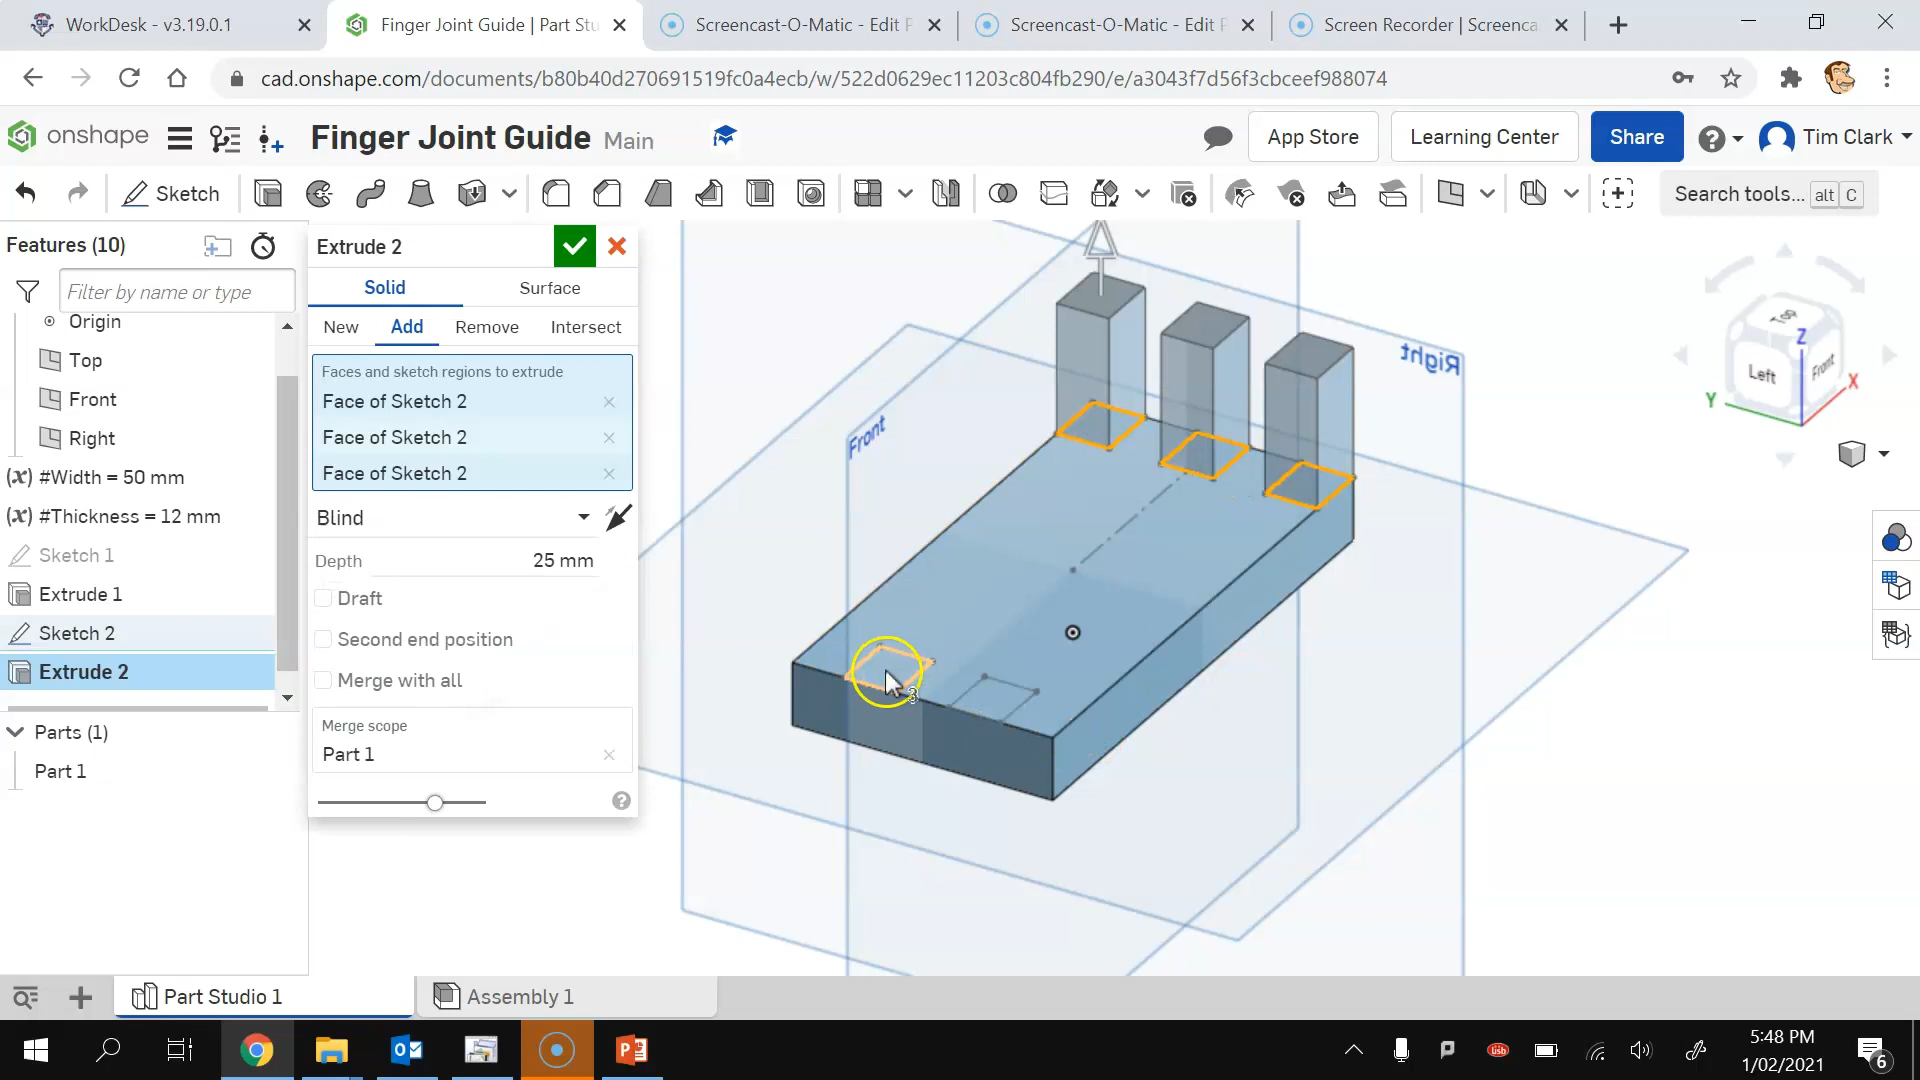 WorkDesk - v3.19.0.1
Finger Joint Guide | Part Stu
Screencast-O-Matic - Edit P
Screencast-O-Matic - Edit P
Screen Recorder | Screenca
cad.onshape.com/documents/b80b40d270691519fc0a4ecb/w/522d0629ec11203c804fb290/e/a3043f7d56f3cbceef988074
onshape
Finger Joint Guide Main
App Store
Learning Center
Share
Tim Clark
Sketch
Search tools... alt C
Features (10)
Filter by name or type
Origin
Top
Front
Right
(x) #Width = 50 mm
(x) #Thickness = 12 mm
Sketch 1
Extrude 1
Sketch 2
Extrude 2
Parts (1)
Part 1
Extrude 2
Solid
Surface
New
Add
Remove
Intersect
Faces and sketch regions to extrude
Face of Sketch 2
Face of Sketch 2
Face of Sketch 2
Blind
Depth
25 mm
Draft
Second end position
Merge with all
Merge scope
Part 1
Front
Right
3
Top
Left
Front
Z
Y
X
Part Studio 1
Assembly 1
5:48 PM
1/02/2021
6